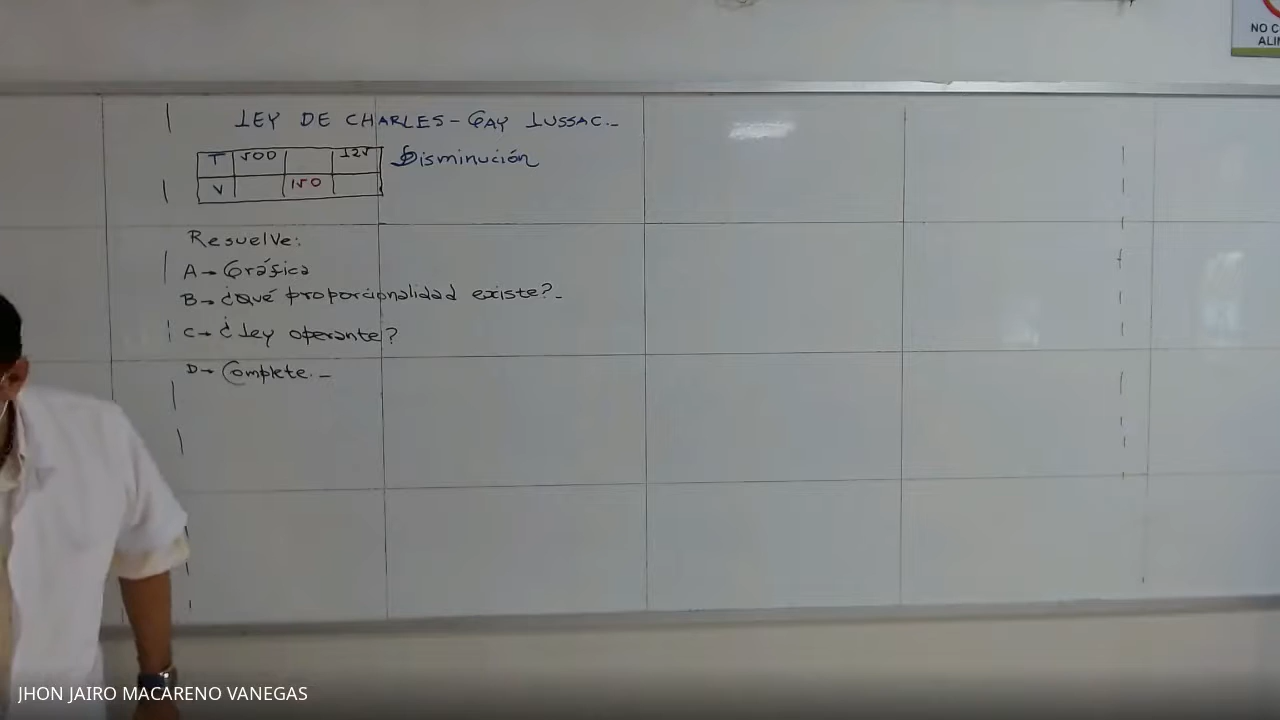 LEY DE CHARLES-GAY LUSSAC.-
T 500 125 Disminución
V 150
Resuelve:
A→ Gráfica
B→ ¿Qué proporcionalidad existe?-
C→ ¿Ley operante?
D→ Complete.-
NO C
ALIM
JHON JAIRO MACARENO VANEGAS